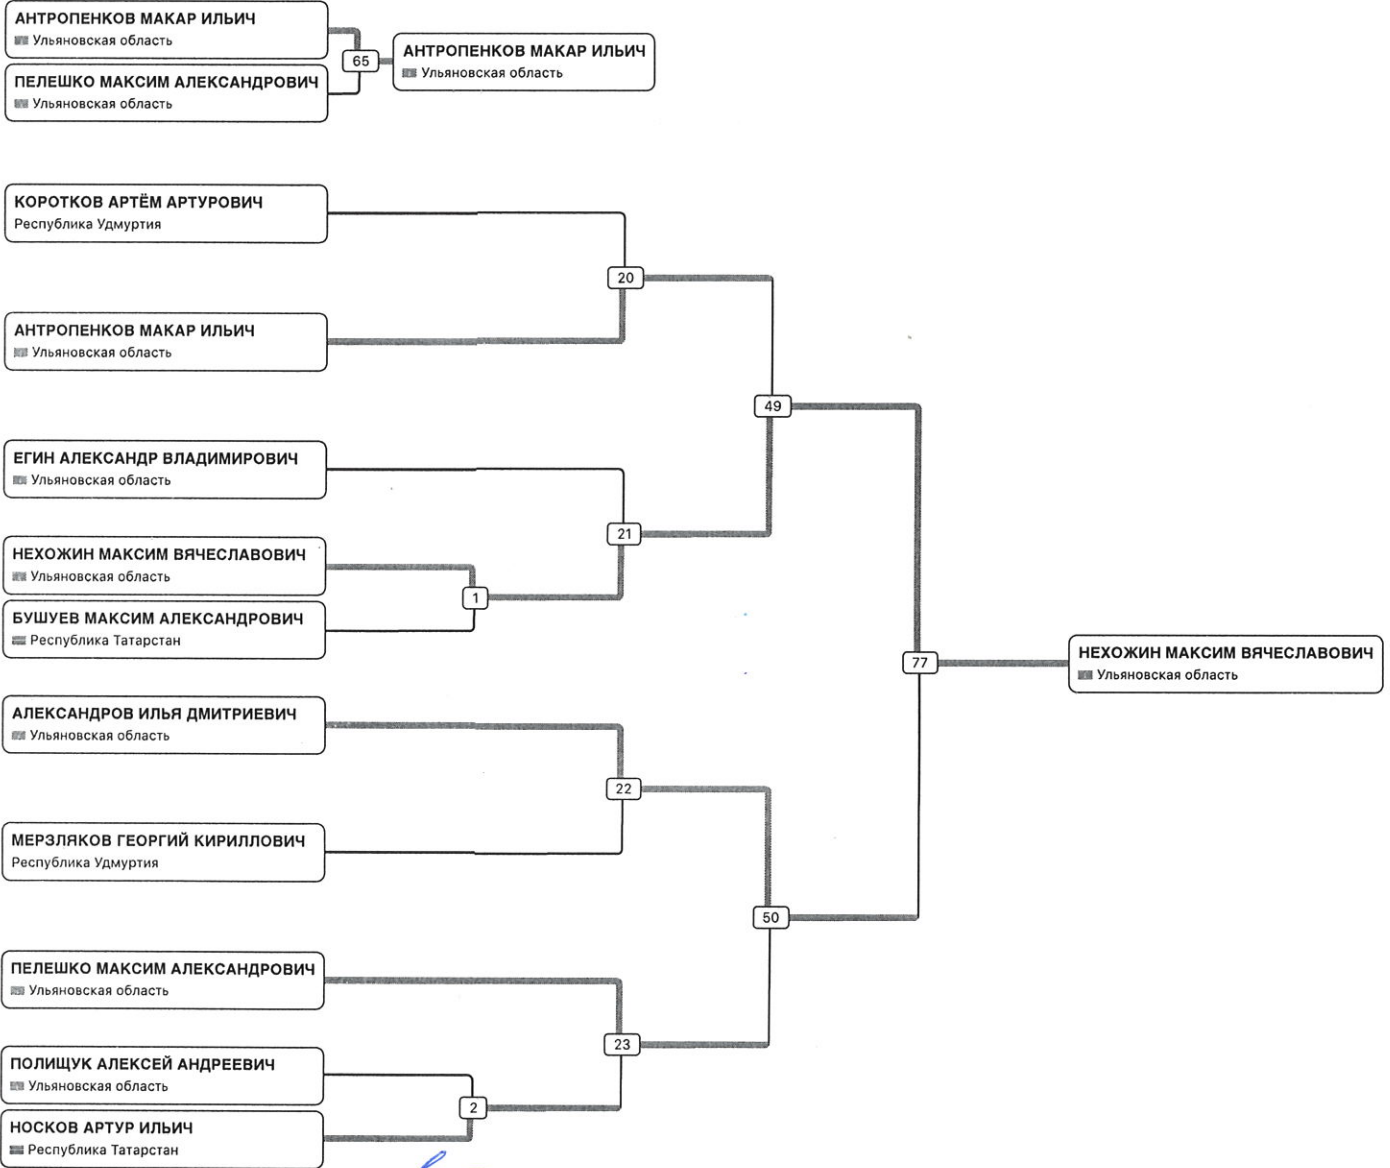 АНТРОПЕНКОВ МАКАР ИЛЬИЧ
Ульяновская область
65
АНТРОПЕНКОВ МАКАР ИЛЬИЧ
Ульяновская область
ПЕЛЕШКО МАКСИМ АЛЕКСАНДРОВИЧ
Ульяновская область
КОРОТКОВ АРТЁМ АРТУРОВИЧ
Республика Удмуртия
20
АНТРОПЕНКОВ МАКАР ИЛЬИЧ
Ульяновская область
49
ЕГИН АЛЕКСАНДР ВЛАДИМИРОВИЧ
Ульяновская область
21
НЕХОЖИН МАКСИМ ВЯЧЕСЛАВОВИЧ
Ульяновская область
1
БУШУЕВ МАКСИМ АЛЕКСАНДРОВИЧ
Республика Татарстан
77
НЕХОЖИН МАКСИМ ВЯЧЕСЛАВОВИЧ
Ульяновская область
АЛЕКСАНДРОВ ИЛЬЯ ДМИТРИЕВИЧ
Ульяновская область
22
МЕРЗЛЯКОВ ГЕОРГИЙ КИРИЛЛОВИЧ
Республика Удмуртия
50
ПЕЛЕШКО МАКСИМ АЛЕКСАНДРОВИЧ
Ульяновская область
23
ПОЛИЩУК АЛЕКСЕЙ АНДРЕЕВИЧ
Ульяновская область
2
НОСКОВ АРТУР ИЛЬИЧ
Республика Татарстан